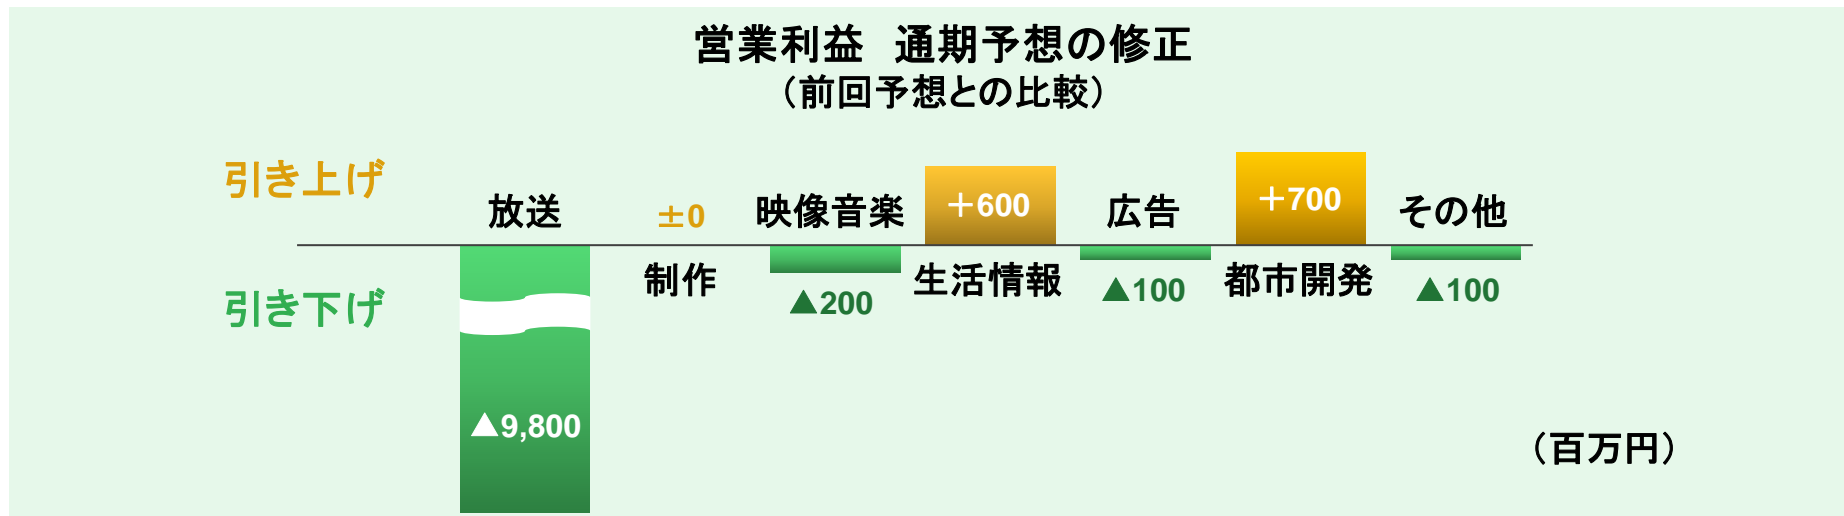 営業利益　通期予想の修正
（前回予想との比較）
引き上げ
引き下げ
放送
▲9,800
±0
制作
映像音楽
▲200
＋600
生活情報
広告
▲100
＋700
都市開発
その他
▲100
（百万円）